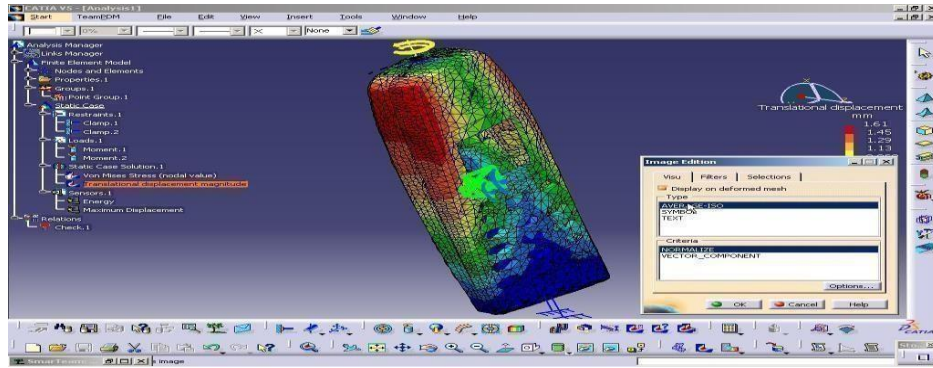 CATIA V5 - [Analysis1]
Start TeamPDM File Edit View Insert Tools Window Help
0% None
Analysis Manager
Links Manager
Finite Element Model
Nodes and Elements
Properties.1
Groups.1
Point Group.1
Static Case
Restraints.1
Clamp.1
Clamp.2
Loads.1
Moment.1
Moment.2
Static Case Solution.1
Von Mises Stress (nodal value)
Translational displacement magnitude
Sensors.1
Energy
Maximum Displacement
Relations
Check.1
Translational displacement
mm
1.61
1.45
1.29
1.13
Image Edition
Visu Filters Selections
Display on deformed mesh
Type
AVERAGE-ISO
SYMBOL
TEXT
Criteria
NORMALIZE
VECTOR_COMPONENT
Options...
OK Cancel Help
CATIA
SmarTeam image